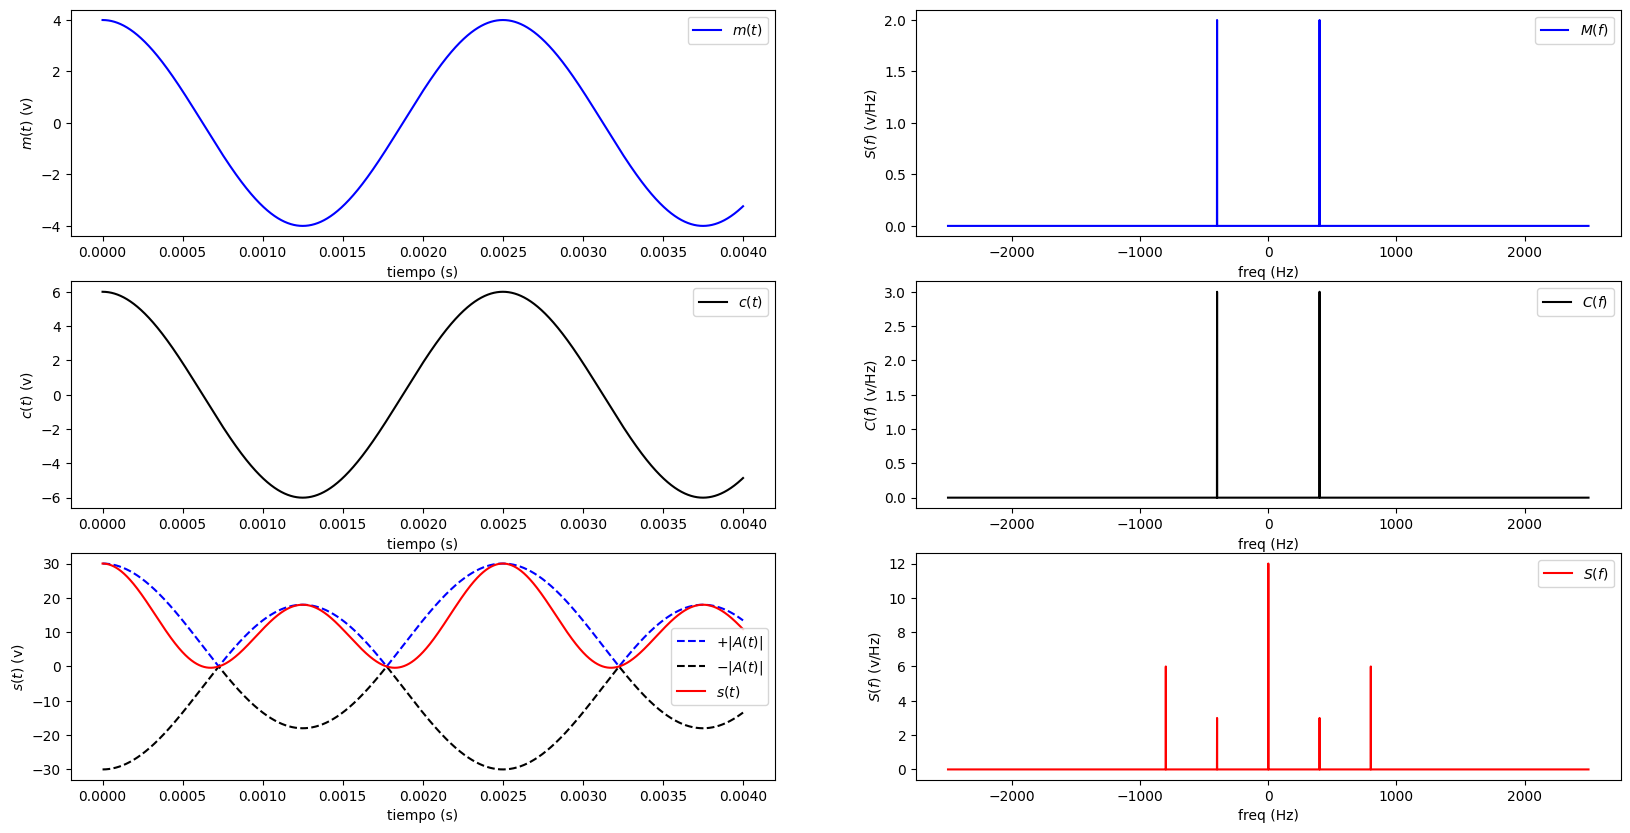 m(t) (v)
4
2
0
−2
−4
m(t)
0.0000 0.0005 0.0010 0.0015 0.0020 0.0025 0.0030 0.0035 0.0040
tiempo (s)
S(f) (v/Hz)
2.0
1.5
1.0
0.5
0.0
M(f)
−2000 −1000 0 1000 2000
freq (Hz)
c(t) (v)
6
4
2
0
−2
−4
−6
c(t)
0.0000 0.0005 0.0010 0.0015 0.0020 0.0025 0.0030 0.0035 0.0040
tiempo (s)
C(f) (v/Hz)
3.0
2.5
2.0
1.5
1.0
0.5
0.0
C(f)
−2000 −1000 0 1000 2000
freq (Hz)
s(t) (v)
30
20
10
0
−10
−20
−30
+|A(t)|
−|A(t)|
s(t)
0.0000 0.0005 0.0010 0.0015 0.0020 0.0025 0.0030 0.0035 0.0040
tiempo (s)
S(f) (v/Hz)
12
10
8
6
4
2
0
S(f)
−2000 −1000 0 1000 2000
freq (Hz)